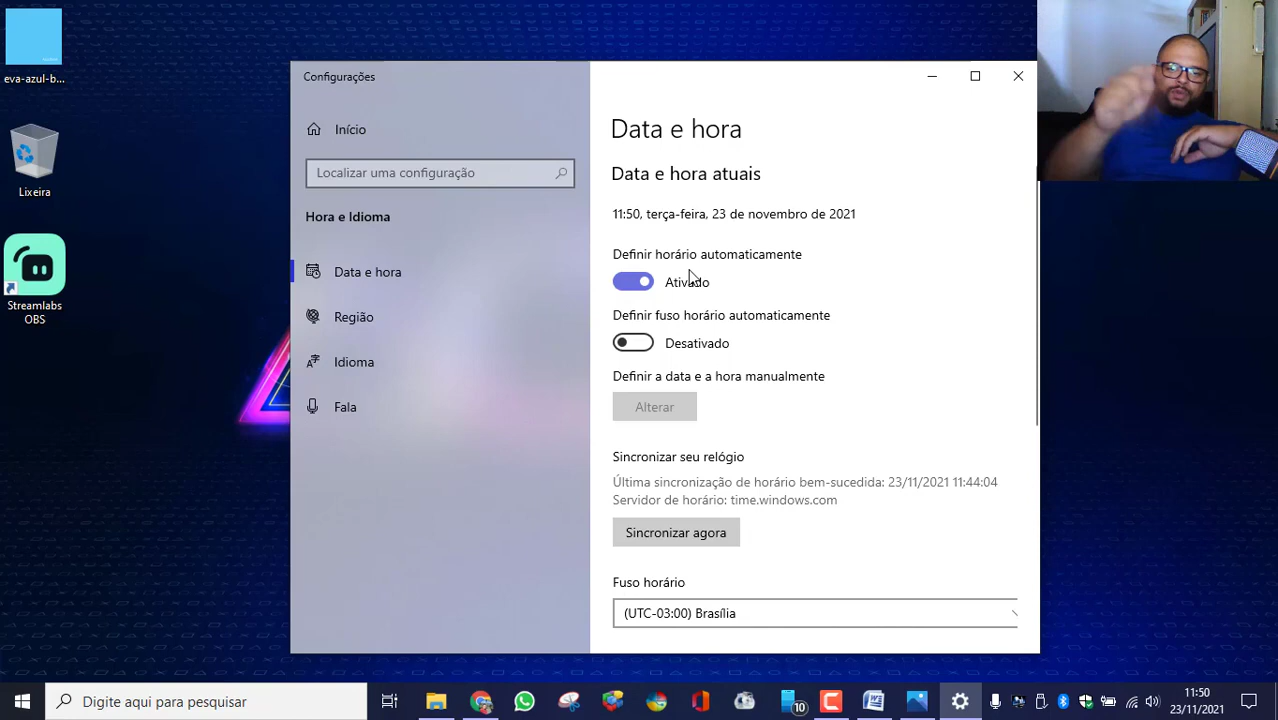 eva-azul-b...
Lixeira
Streamlabs
OBS
Configurações
Início
Localizar uma configuração
Hora e Idioma
Data e hora
Região
Idioma
Fala
Data e hora
Data e hora atuais
11:50, terça-feira, 23 de novembro de 2021
Definir horário automaticamente
Ativado
Definir fuso horário automaticamente
Desativado
Definir a data e a hora manualmente
Alterar
Sincronizar seu relógio
Última sincronização de horário bem-sucedida: 23/11/2021 11:44:04
Servidor de horário: time.windows.com
Sincronizar agora
Fuso horário
(UTC-03:00) Brasília
Digite aqui para pesquisar
10
11:50
23/11/2021